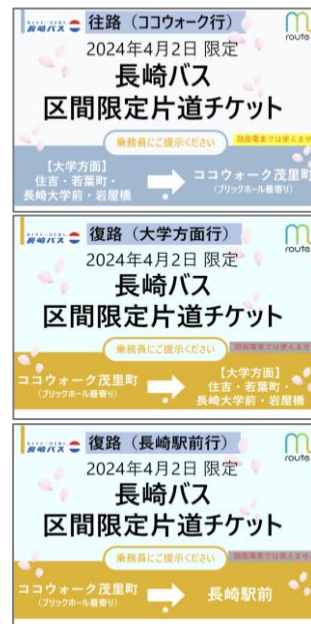 長崎バス 往路（ココウォーク行） m
route
2024年4月2日 限定
長崎バス
区間限定片道チケット
乗務員にご提示ください 路面電車では使えません
【大学方面】
住吉・若葉町・
長崎大学前・岩屋橋
ココウォーク茂里町
（ブリックホール最寄り）
長崎バス 復路（大学方面行） m
route
2024年4月2日 限定
長崎バス
区間限定片道チケット
乗務員にご提示ください 路面電車では使えません
ココウォーク茂里町
（ブリックホール最寄り）
【大学方面】
住吉・若葉町・
長崎大学前・岩屋橋
長崎バス 復路（長崎駅前行） m
route
2024年4月2日 限定
長崎バス
区間限定片道チケット
乗務員にご提示ください 路面電車では使えません
ココウォーク茂里町
（ブリックホール最寄り）
長崎駅前